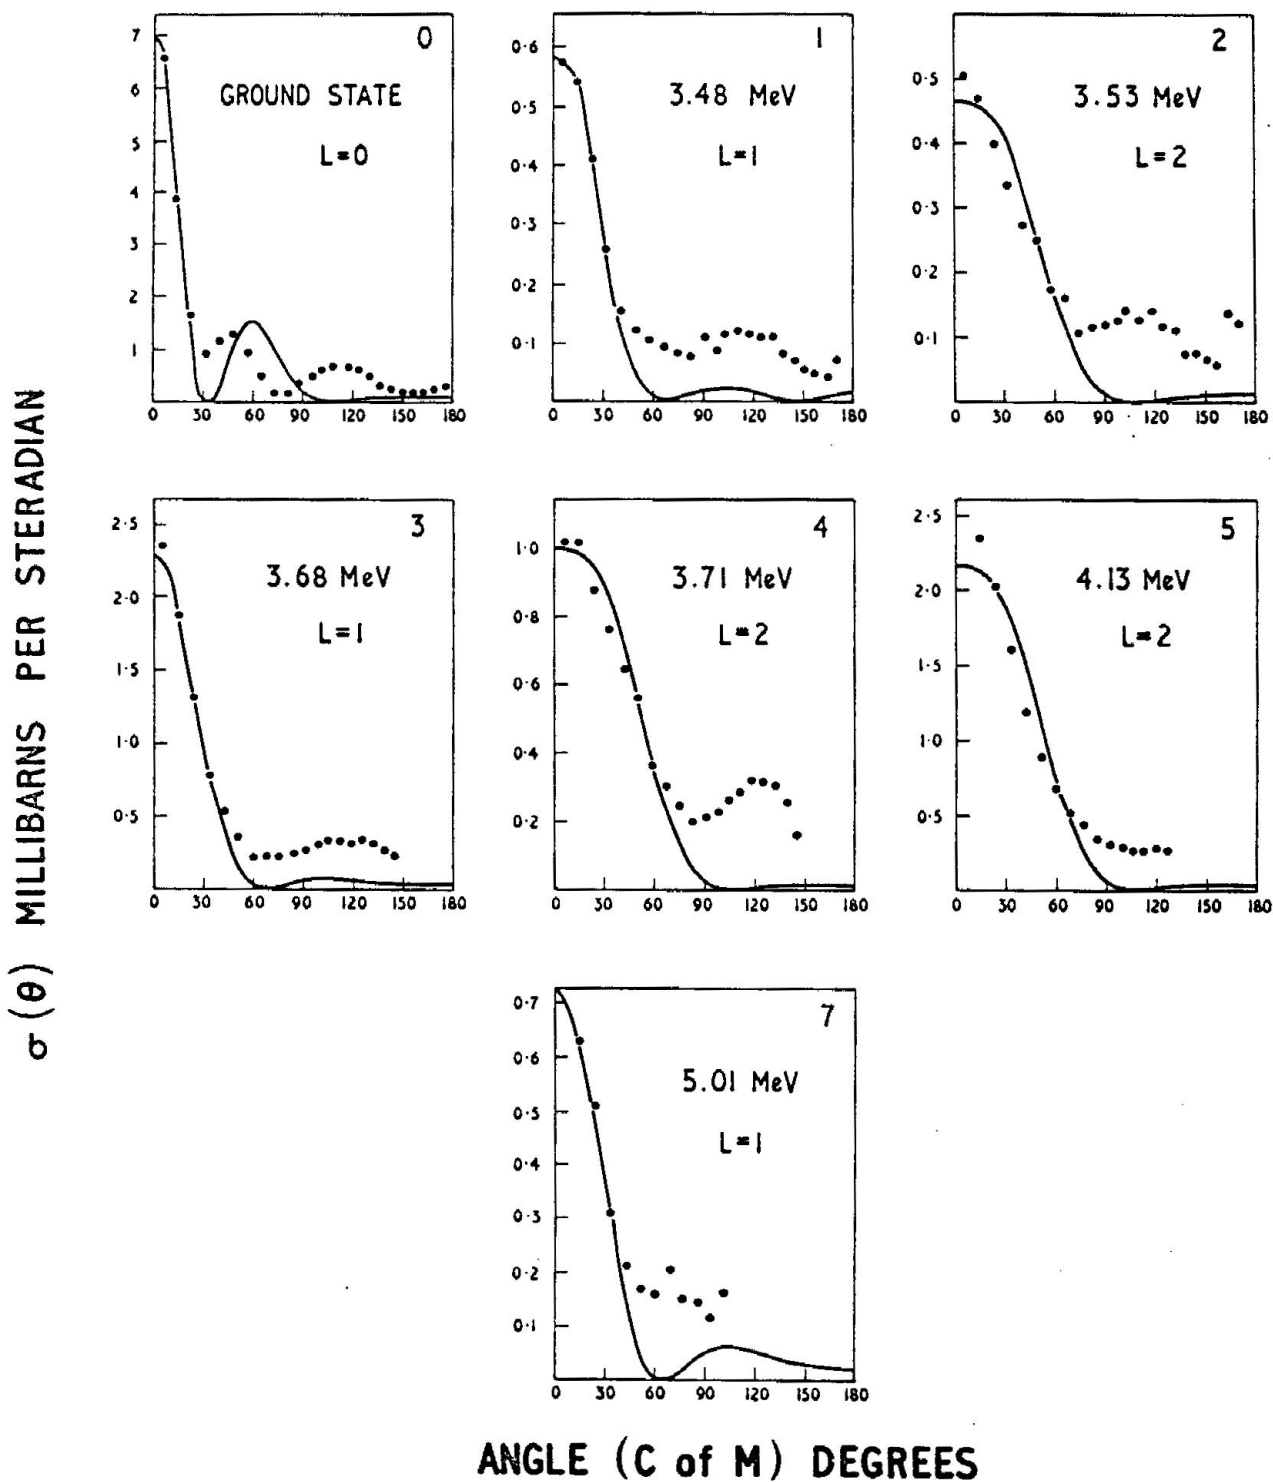 σ(θ) MILLIBARNS PER STERADIAN
0
GROUND STATE
L=0
7
6
5
4
3
2
1
0 30 60 90 120 150 180
1
3.48 MeV
L=1
0·6
0·5
0·4
0·3
0·2
0·1
0 30 60 90 120 150 180
2
3.53 MeV
L=2
0·5
0·4
0·3
0·2
0·1
0 30 60 90 120 150 180
3
3.68 MeV
L=1
2·5
2·0
1·5
1·0
0·5
0 30 60 90 120 150 180
4
3.71 MeV
L=2
1·0
0·8
0·6
0·4
0·2
0 30 60 90 120 150 180
5
4.13 MeV
L=2
2·5
2·0
1·5
1·0
0·5
0 30 60 90 120 150 180
7
5.01 MeV
L=1
0·7
0·6
0·5
0·4
0·3
0·2
0·1
0 30 60 90 120 150 180
ANGLE (C of M) DEGREES